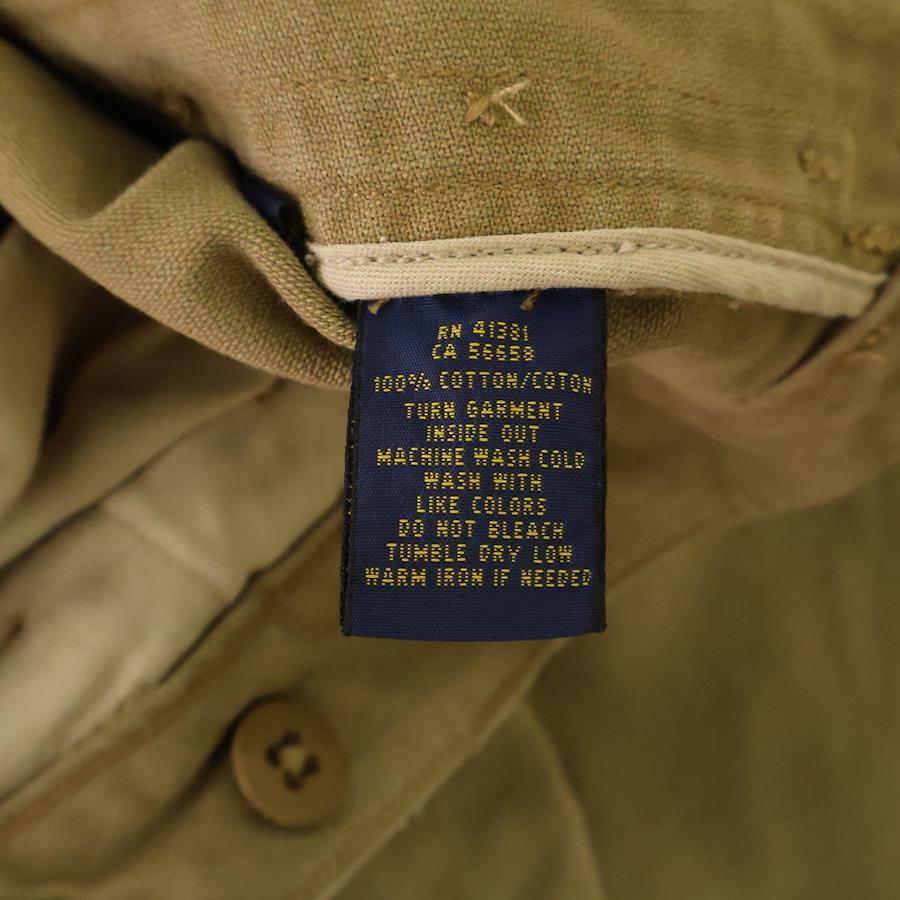 RN 41381
CA 56658
100% COTTON/COTON
TURN GARMENT
INSIDE OUT
MACHINE WASH COLD
WASH WITH
LIKE COLORS
DO NOT BLEACH
TUMBLE DRY LOW
WARM IRON IF NEEDED